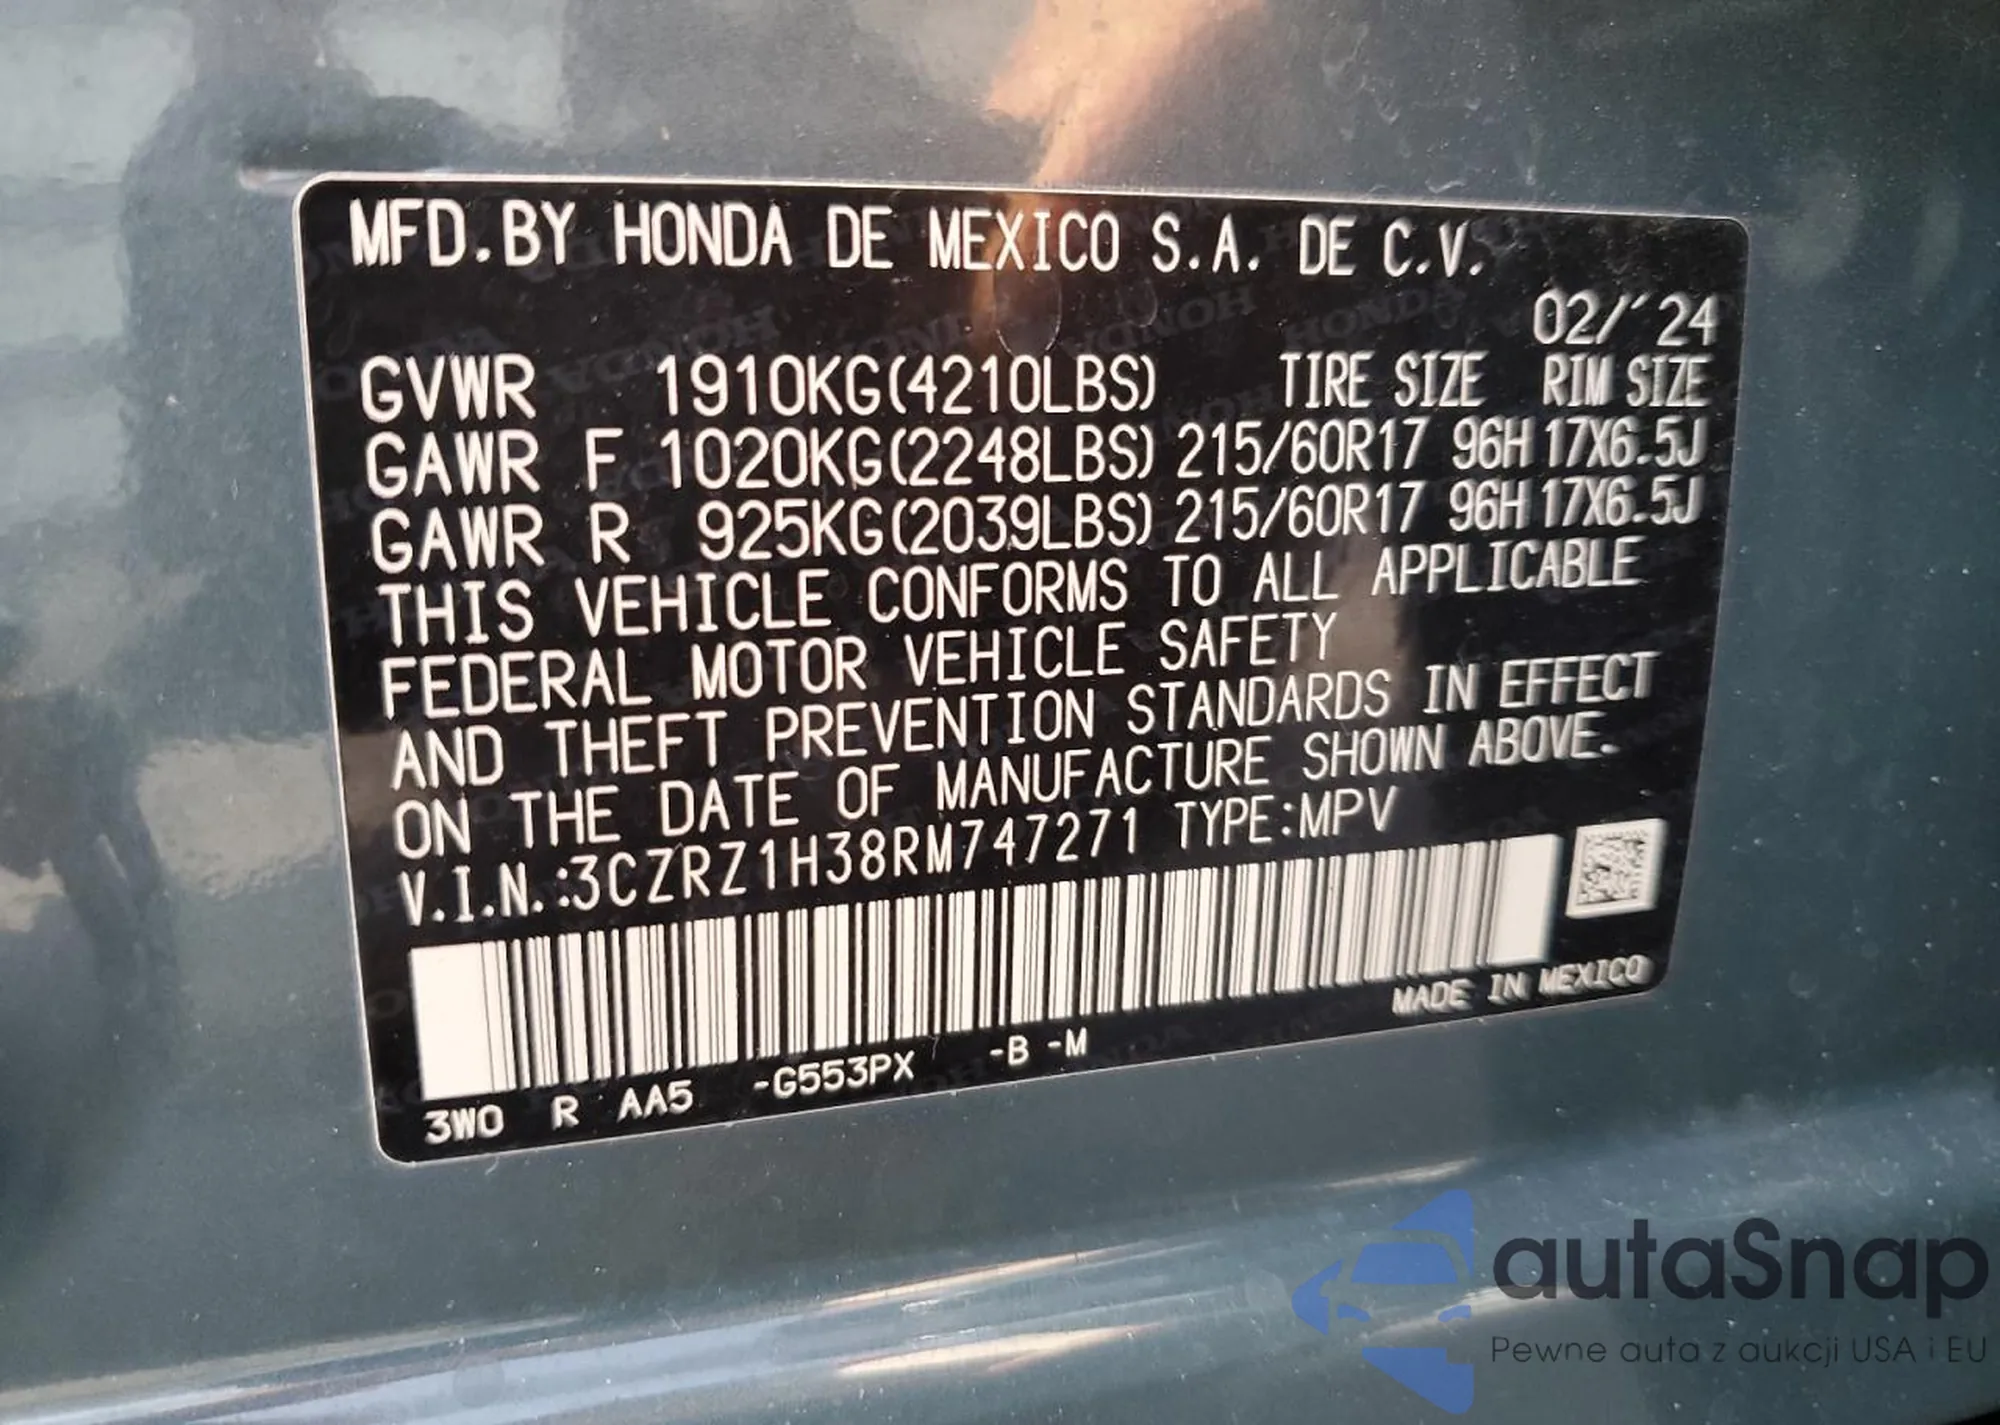 MFD.BY HONDA DE MEXICO S.A. DE C.V.
02/'24
GVWR 1910KG(4210LBS) TIRE SIZE RIM SIZE
GAWR F 1020KG(2248LBS) 215/60R17 96H 17X6.5J
GAWR R 925KG(2039LBS) 215/60R17 96H 17X6.5J
THIS VEHICLE CONFORMS TO ALL APPLICABLE
FEDERAL MOTOR VEHICLE SAFETY
AND THEFT PREVENTION STANDARDS IN EFFECT
ON THE DATE OF MANUFACTURE SHOWN ABOVE.
V.I.N.:3CZRZ1H38RM747271 TYPE:MPV
MADE IN MEXICO
3W0 R AA5 -G553PX -B -M
autaSnap
Pewne auta z aukcji USA i EU